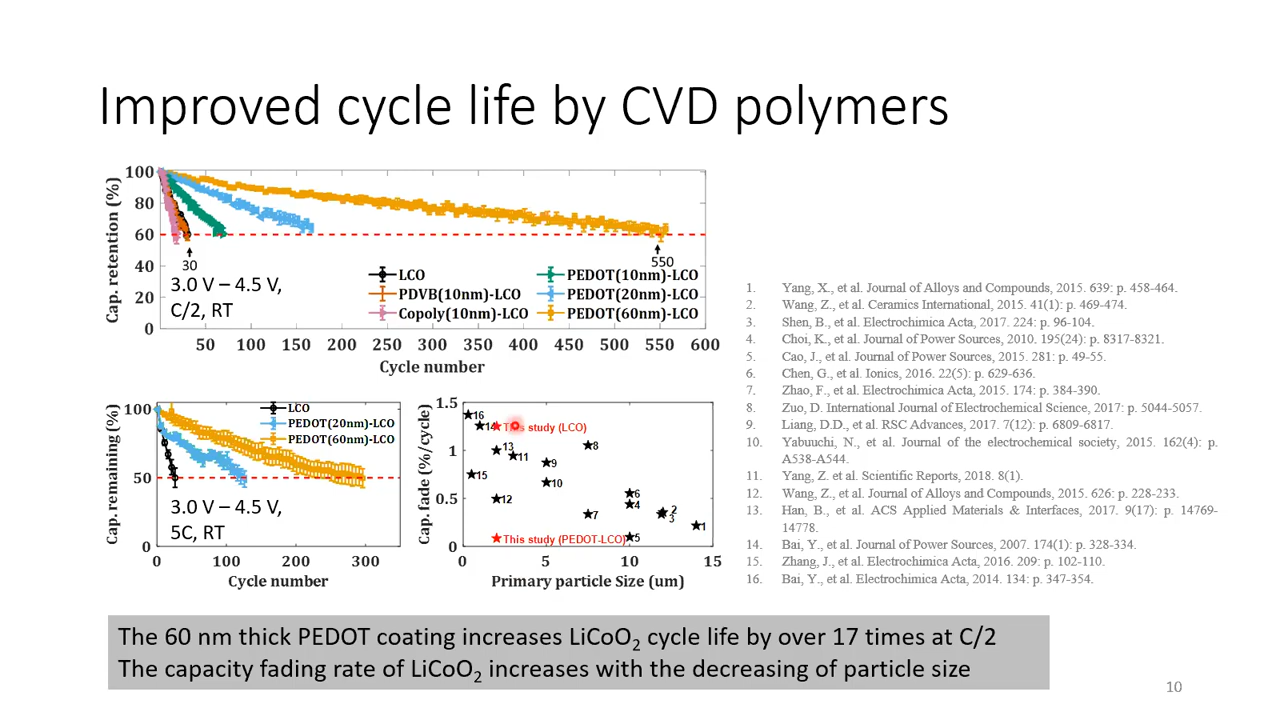 Improved cycle life by CVD polymers
Cap. retention (%)
100
80
60
40
20
0
30
550
3.0 V – 4.5 V,
C/2, RT
LCO
PDVB(10nm)-LCO
Copoly(10nm)-LCO
PEDOT(10nm)-LCO
PEDOT(20nm)-LCO
PEDOT(60nm)-LCO
50 100 150 200 250 300 350 400 450 500 550 600
Cycle number
Cap. remaining (%)
100
50
0
LCO
PEDOT(20nm)-LCO
PEDOT(60nm)-LCO
3.0 V – 4.5 V,
5C, RT
0 100 200 300
Cycle number
Cap. fade (%/cycle)
1.5
1
0.5
0
16
14
This study (LCO)
13
11
8
9
15
10
12
6
4
7
2
3
1
5
This study (PEDOT-LCO)
0 5 10 15
Primary particle Size (um)
1. Yang, X., et al. Journal of Alloys and Compounds, 2015. 639: p. 458-464.
2. Wang, Z., et al. Ceramics International, 2015. 41(1): p. 469-474.
3. Shen, B., et al. Electrochimica Acta, 2017. 224: p. 96-104.
4. Choi, K., et al. Journal of Power Sources, 2010. 195(24): p. 8317-8321.
5. Cao, J., et al. Journal of Power Sources, 2015. 281: p. 49-55.
6. Chen, G., et al. Ionics, 2016. 22(5): p. 629-636.
7. Zhao, F., et al. Electrochimica Acta, 2015. 174: p. 384-390.
8. Zuo, D. International Journal of Electrochemical Science, 2017: p. 5044-5057.
9. Liang, D.D., et al. RSC Advances, 2017. 7(12): p. 6809-6817.
10. Yabuuchi, N., et al. Journal of the electrochemical society, 2015. 162(4): p.
A538-A544.
11. Yang, Z. et al. Scientific Reports, 2018. 8(1).
12. Wang, Z., et al. Journal of Alloys and Compounds, 2015. 626: p. 228-233.
13. Han, B., et al. ACS Applied Materials & Interfaces, 2017. 9(17): p. 14769-
14778.
14. Bai, Y., et al. Journal of Power Sources, 2007. 174(1): p. 328-334.
15. Zhang, J., et al. Electrochimica Acta, 2016. 209: p. 102-110.
16. Bai, Y., et al. Electrochimica Acta, 2014. 134: p. 347-354.
The 60 nm thick PEDOT coating increases LiCoO2 cycle life by over 17 times at C/2
The capacity fading rate of LiCoO2 increases with the decreasing of particle size
10